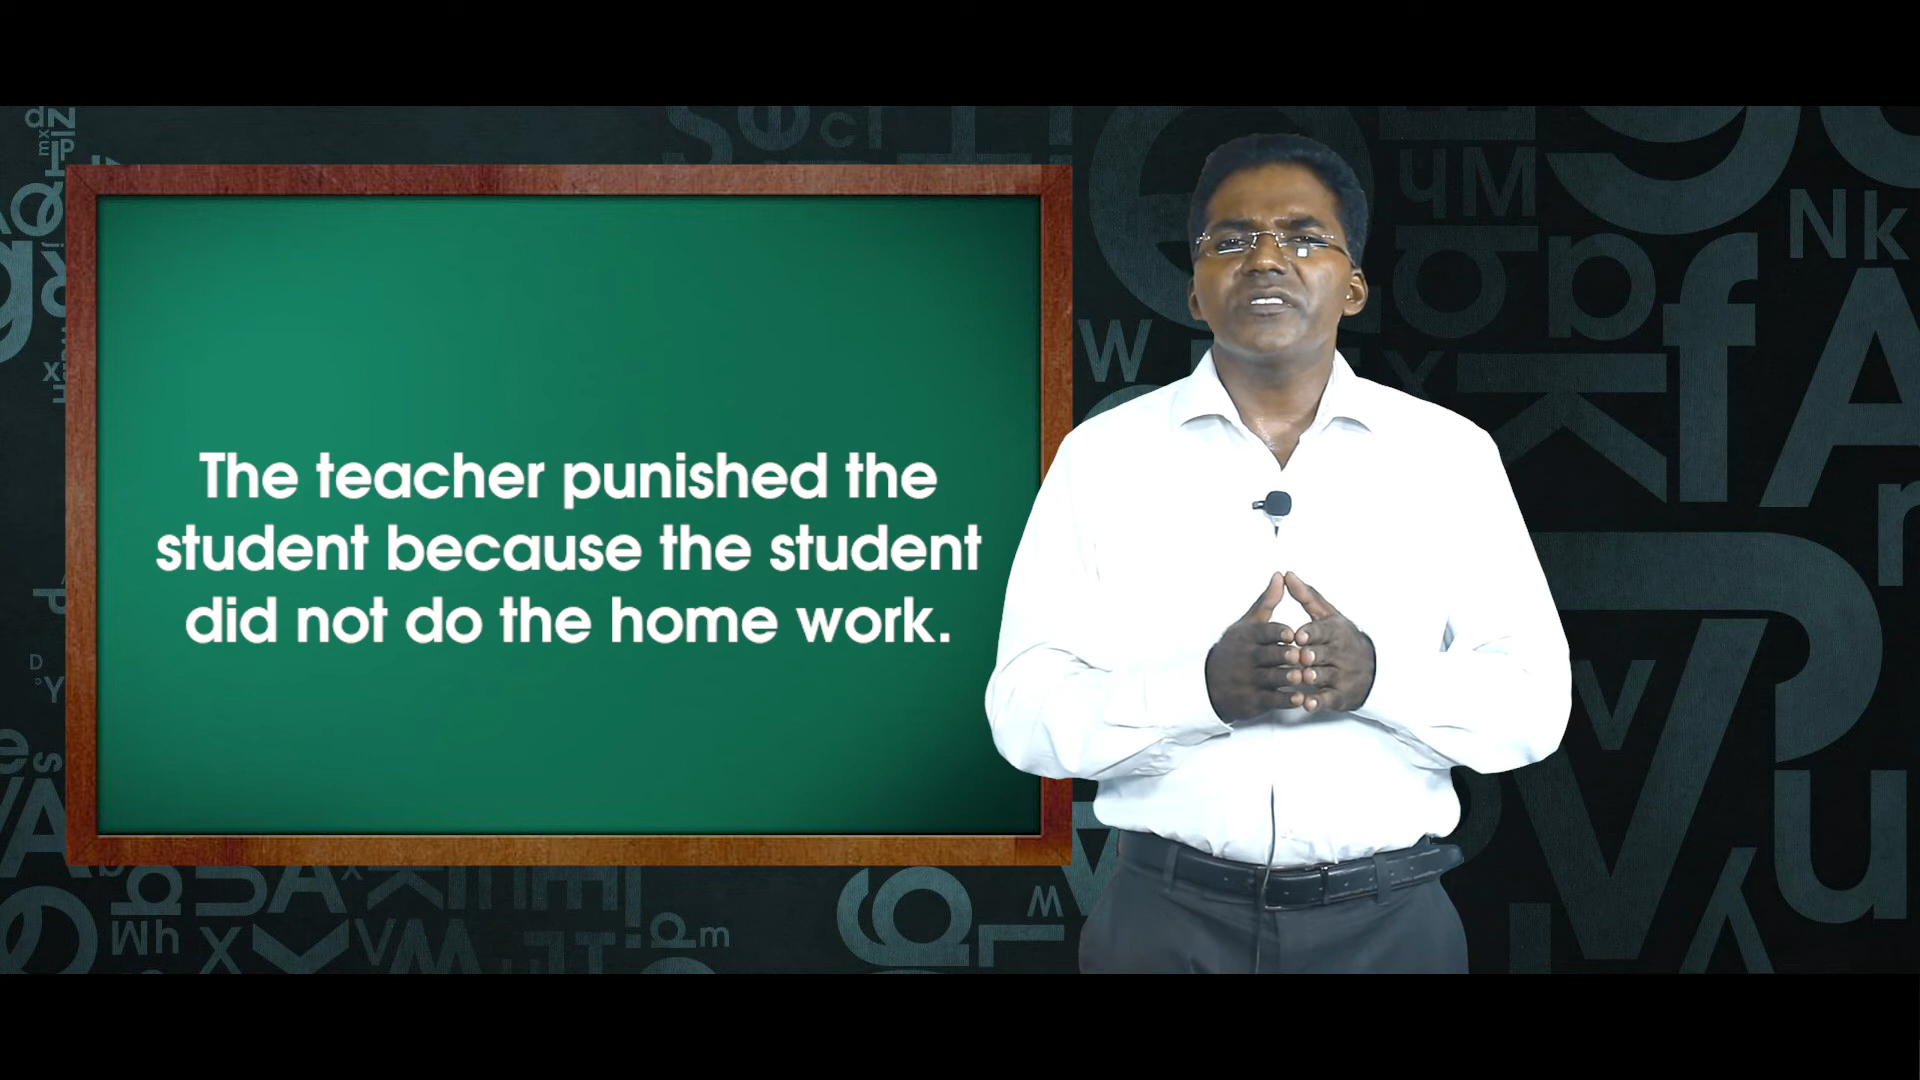 The teacher punished the
student because the student
did not do the home work.